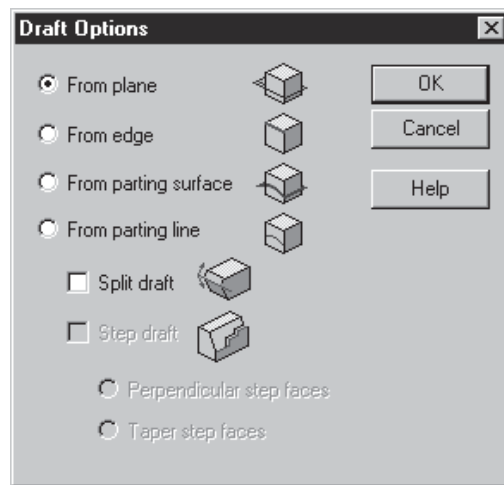 Draft Options
From plane
OK
From edge
Cancel
From parting surface
Help
From parting line
Split draft
Step draft
Perpendicular step faces
Taper step faces